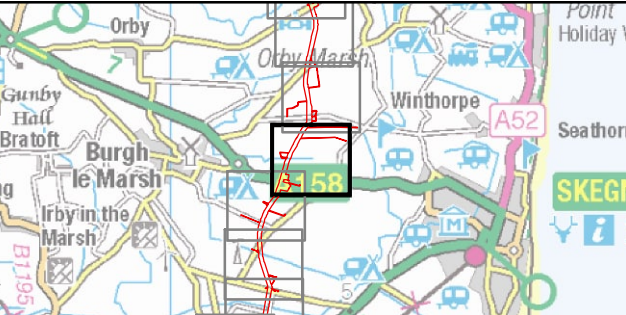 Point
Holiday V
Orby
Orby Marsh
7
Gunby
Hall
Bratoft
Winthorpe
A52
Seathorn
Burgh
le Marsh
158
SKEGN
Irby in the
Marsh
M
i
B1195
5